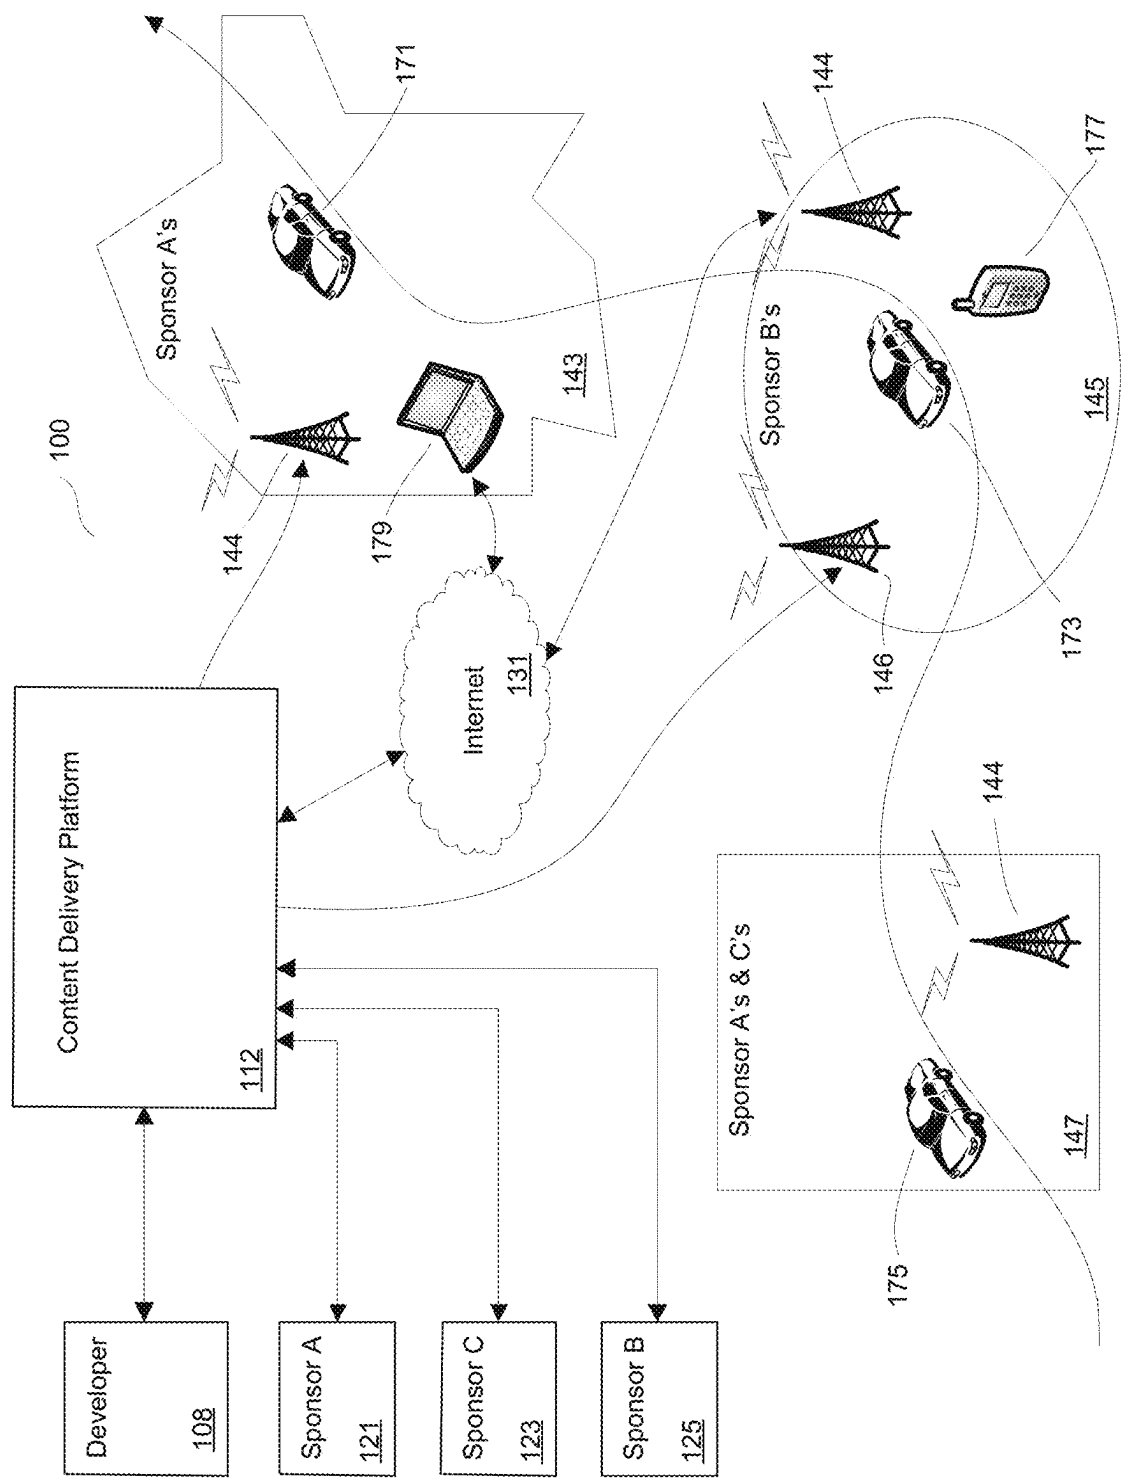 100
Developer
108
Content Delivery Platform
112
Sponsor A
121
Sponsor C
123
Sponsor B
125
Internet
131
144
179
Sponsor A's
171
143
Sponsor A's & C's
147
175
144
146
Sponsor B's
145
173
144
177